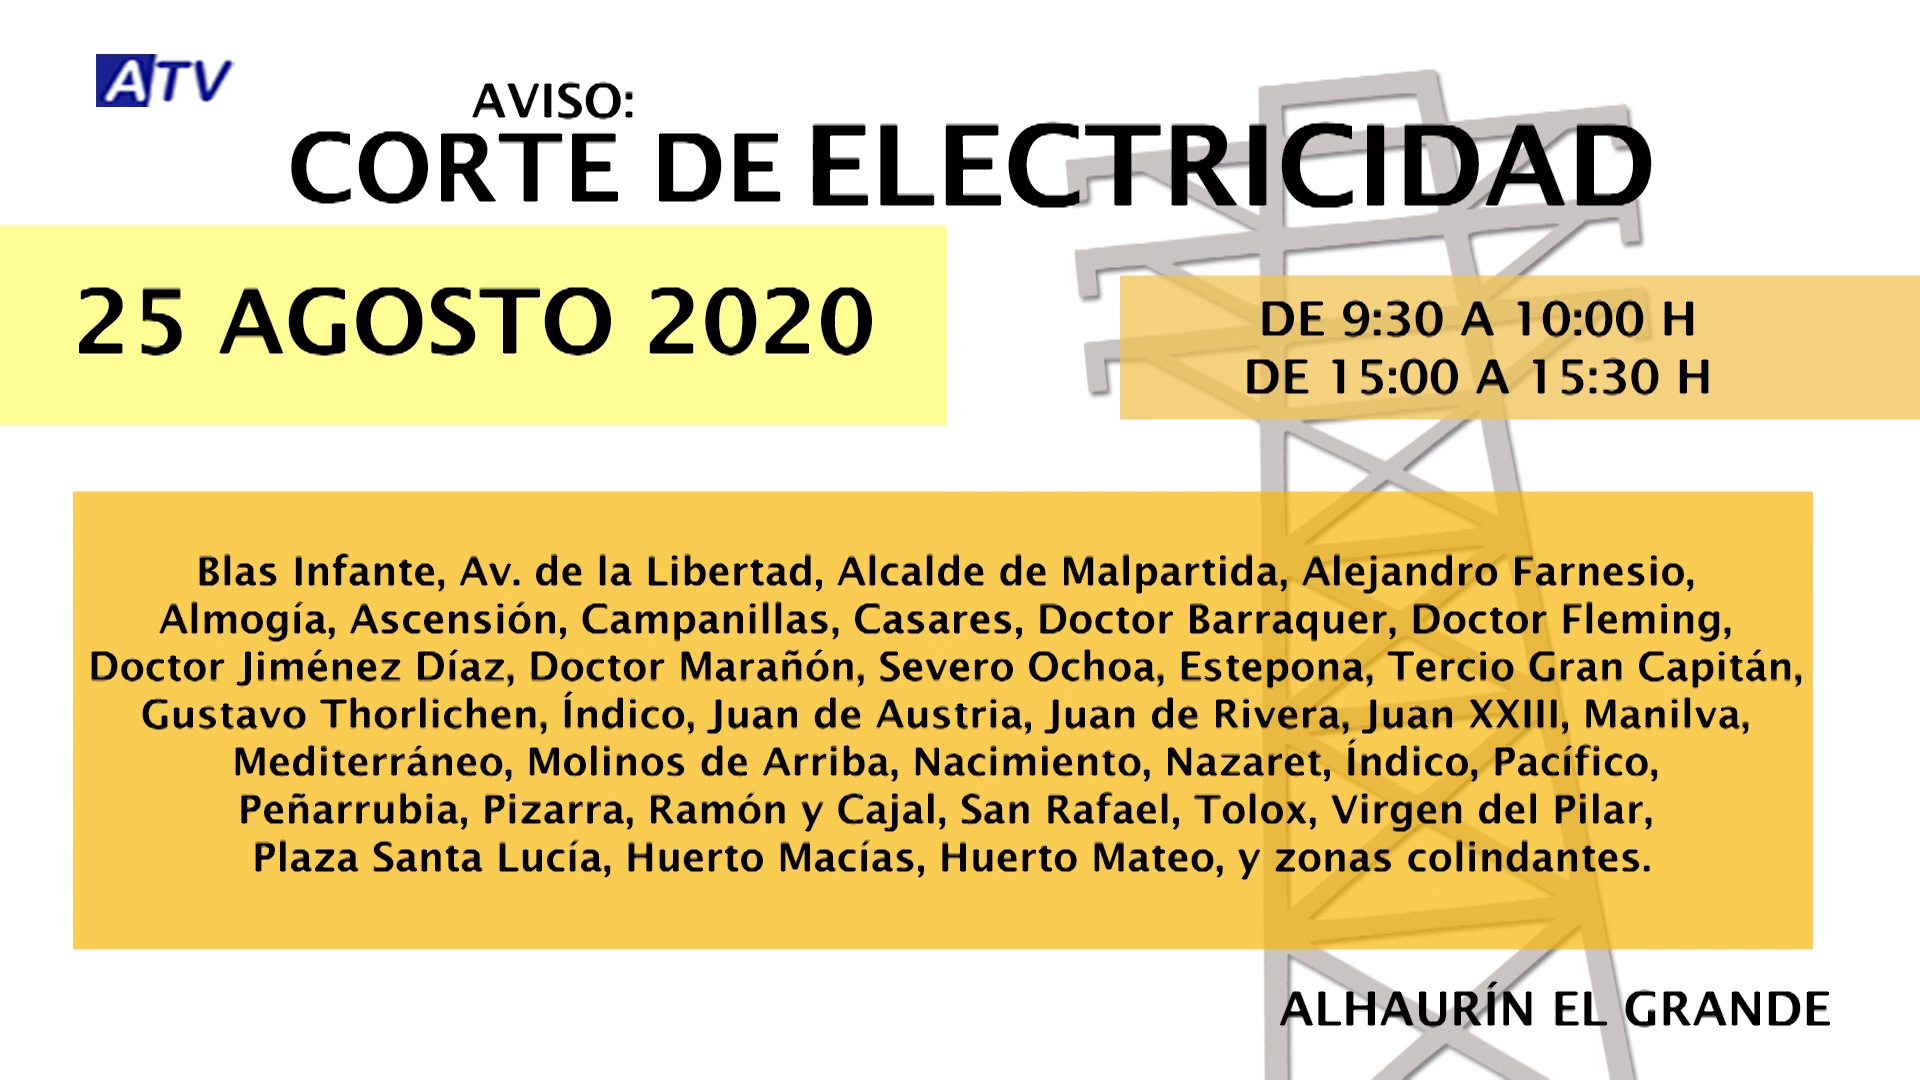 ATV
AVISO:
CORTE DE ELECTRICIDAD
25 AGOSTO 2020
DE 9:30 A 10:00 H
DE 15:00 A 15:30 H
Blas Infante, Av. de la Libertad, Alcalde de Malpartida, Alejandro Farnesio,
Almogía, Ascensión, Campanillas, Casares, Doctor Barraquer, Doctor Fleming,
Doctor Jiménez Díaz, Doctor Marañón, Severo Ochoa, Estepona, Tercio Gran Capitán,
Gustavo Thorlichen, Índico, Juan de Austria, Juan de Rivera, Juan XXIII, Manilva,
Mediterráneo, Molinos de Arriba, Nacimiento, Nazaret, Índico, Pacífico,
Peñarrubia, Pizarra, Ramón y Cajal, San Rafael, Tolox, Virgen del Pilar,
Plaza Santa Lucía, Huerto Macías, Huerto Mateo, y zonas colindantes.
ALHAURÍN EL GRANDE